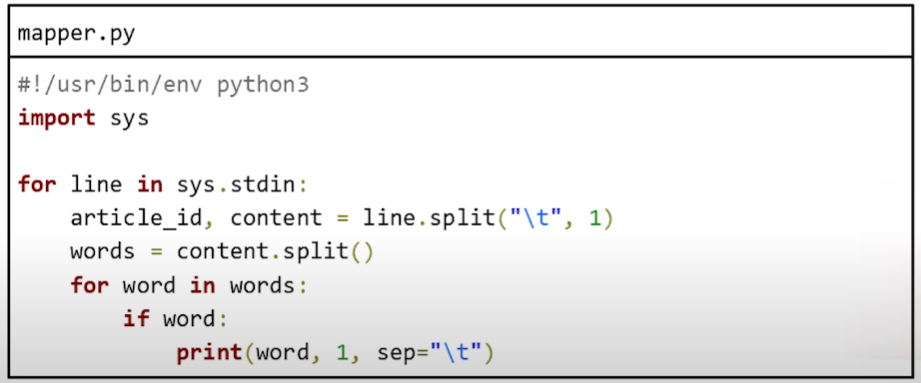 mapper.py
#!/usr/bin/env python3
import sys
for line in sys.stdin:
    article_id, content = line.split("\t", 1)
    words = content.split()
    for word in words:
        if word:
            print(word, 1, sep="\t")